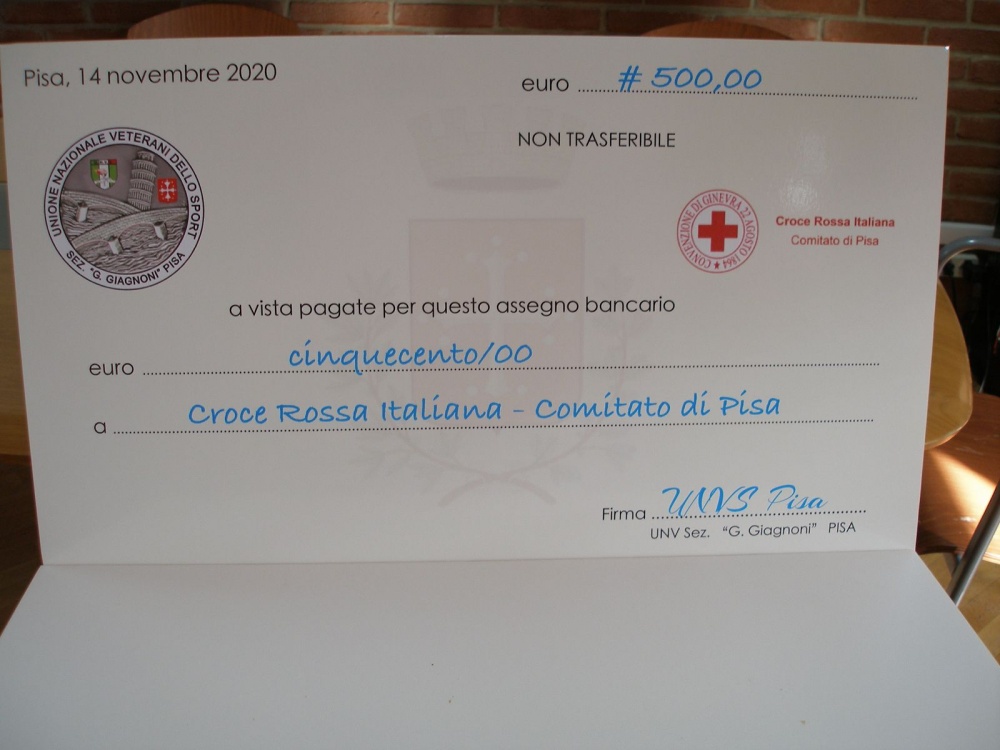 Pisa, 14 novembre 2020
euro # 500,00
NON TRASFERIBILE
UNIONE NAZIONALE VETERANI DELLO SPORT
SEZ. "G. GIAGNONI" PISA
CONVENZIONE DI GINEVRA 22 AGOSTO 1864
Croce Rossa Italiana
Comitato di Pisa
a vista pagate per questo assegno bancario
euro cinquecento/00
a Croce Rossa Italiana - Comitato di Pisa
Firma UNVS Pisa
UNV Sez. "G. Giagnoni" PISA